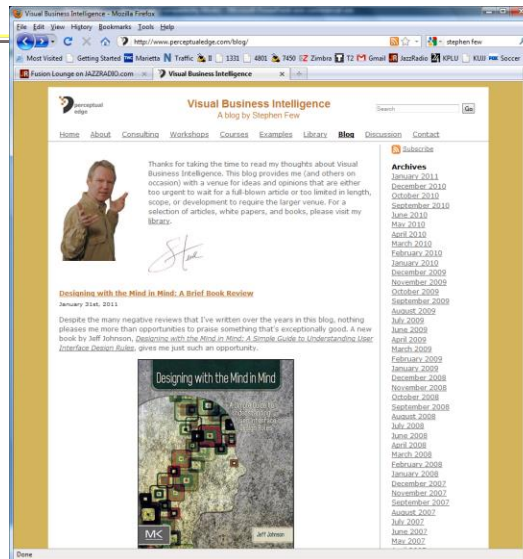 Visual Business Intelligence - Mozilla Firefox
File Edit View History Bookmarks Tools Help
http://www.perceptualedge.com/blog/
stephen few
Most Visited Getting Started Marietta Traffic II 1331 4801 7450 Zimbra T2 Gmail JazzRadio KPLU KUII Soccer
Fusion Lounge on JAZZRADIO.com Visual Business Intelligence
perceptual
edge
Visual Business Intelligence
A blog by Stephen Few
Search Go
Home About Consulting Workshops Courses Examples Library Blog Discussion Contact
Thanks for taking the time to read my thoughts about Visual
Business Intelligence. This blog provides me (and others on
occasion) with a venue for ideas and opinions that are either
too urgent to wait for a full-blown article or too limited in length,
scope, or development to require the larger venue. For a
selection of articles, white papers, and books, please visit my
library.
Designing with the Mind in Mind: A Brief Book Review
January 31st, 2011
Despite the many negative reviews that I've written over the years in this blog, nothing
pleases me more than opportunities to praise something that's exceptionally good. A new
book by Jeff Johnson, Designing with the Mind in Mind: A Simple Guide to Understanding User
Interface Design Rules, gives me just such an opportunity.
Designing with the Mind in Mind
MK
Jeff Johnson
Subscribe
Archives
January 2011
December 2010
October 2010
September 2010
June 2010
May 2010
April 2010
March 2010
February 2010
January 2010
December 2009
November 2009
October 2009
September 2009
August 2009
July 2009
June 2009
May 2009
April 2009
March 2009
February 2009
January 2009
December 2008
November 2008
October 2008
September 2008
August 2008
July 2008
June 2008
May 2008
April 2008
March 2008
February 2008
January 2008
December 2007
November 2007
September 2007
August 2007
July 2007
June 2007
May 2007
Done